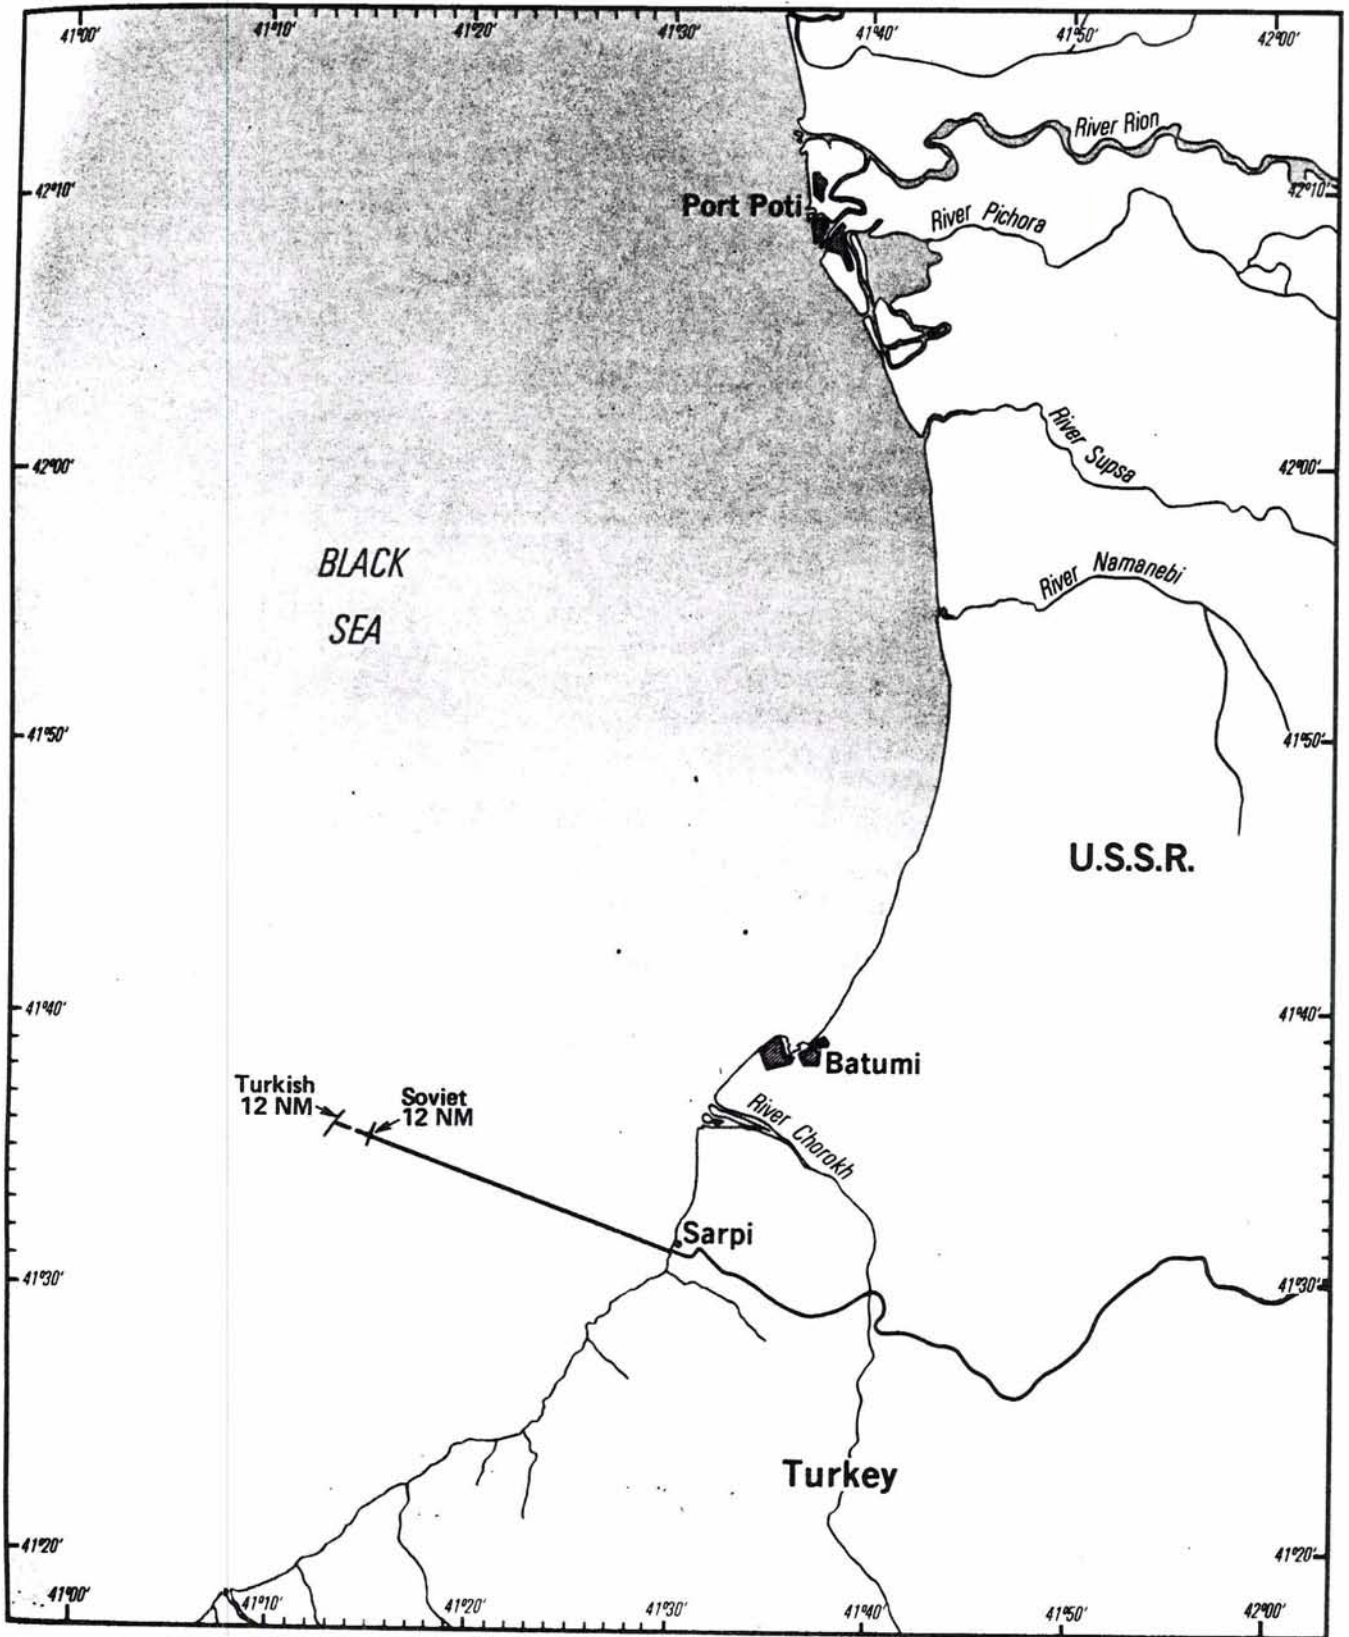 41°00' 41°10' 41°20' 41°30' 41°40' 41°50' 42°00'
River Rion
42°10' 42°10'
Port Poti
River Pichora
42°00' 42°00'
River Supsa
BLACK
SEA
River Namanebi
41°50' 41°50'
U.S.S.R.
41°40' 41°40'
Batumi
Turkish
12 NM
Soviet
12 NM
River Chorokh
Sarpi
41°30' 41°30'
Turkey
41°20' 41°20'
41°00' 41°10' 41°20' 41°30' 41°40' 41°50' 42°00'